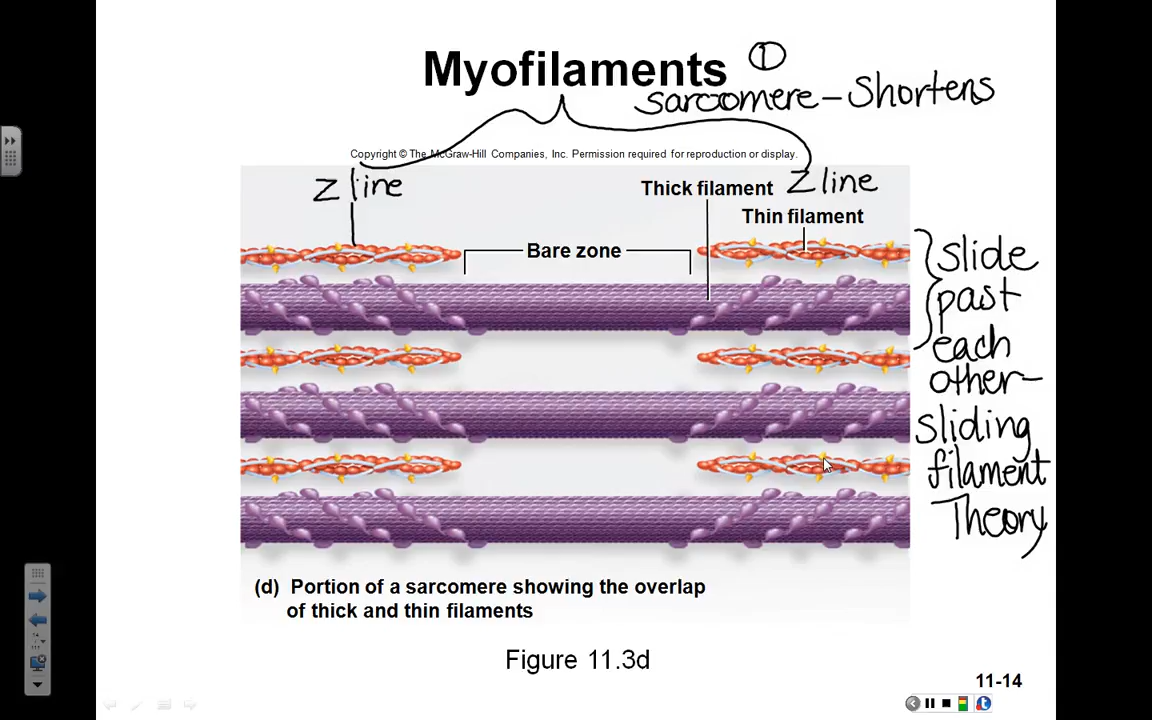 Myofilaments ①
sarcomere – Shortens
Copyright © The McGraw-Hill Companies, Inc. Permission required for reproduction or display.
Z line
Thick filament
Z line
Thin filament
Bare zone
slide
past
each
other –
sliding
filament
Theory
(d) Portion of a sarcomere showing the overlap
of thick and thin filaments
Figure 11.3d
11-14